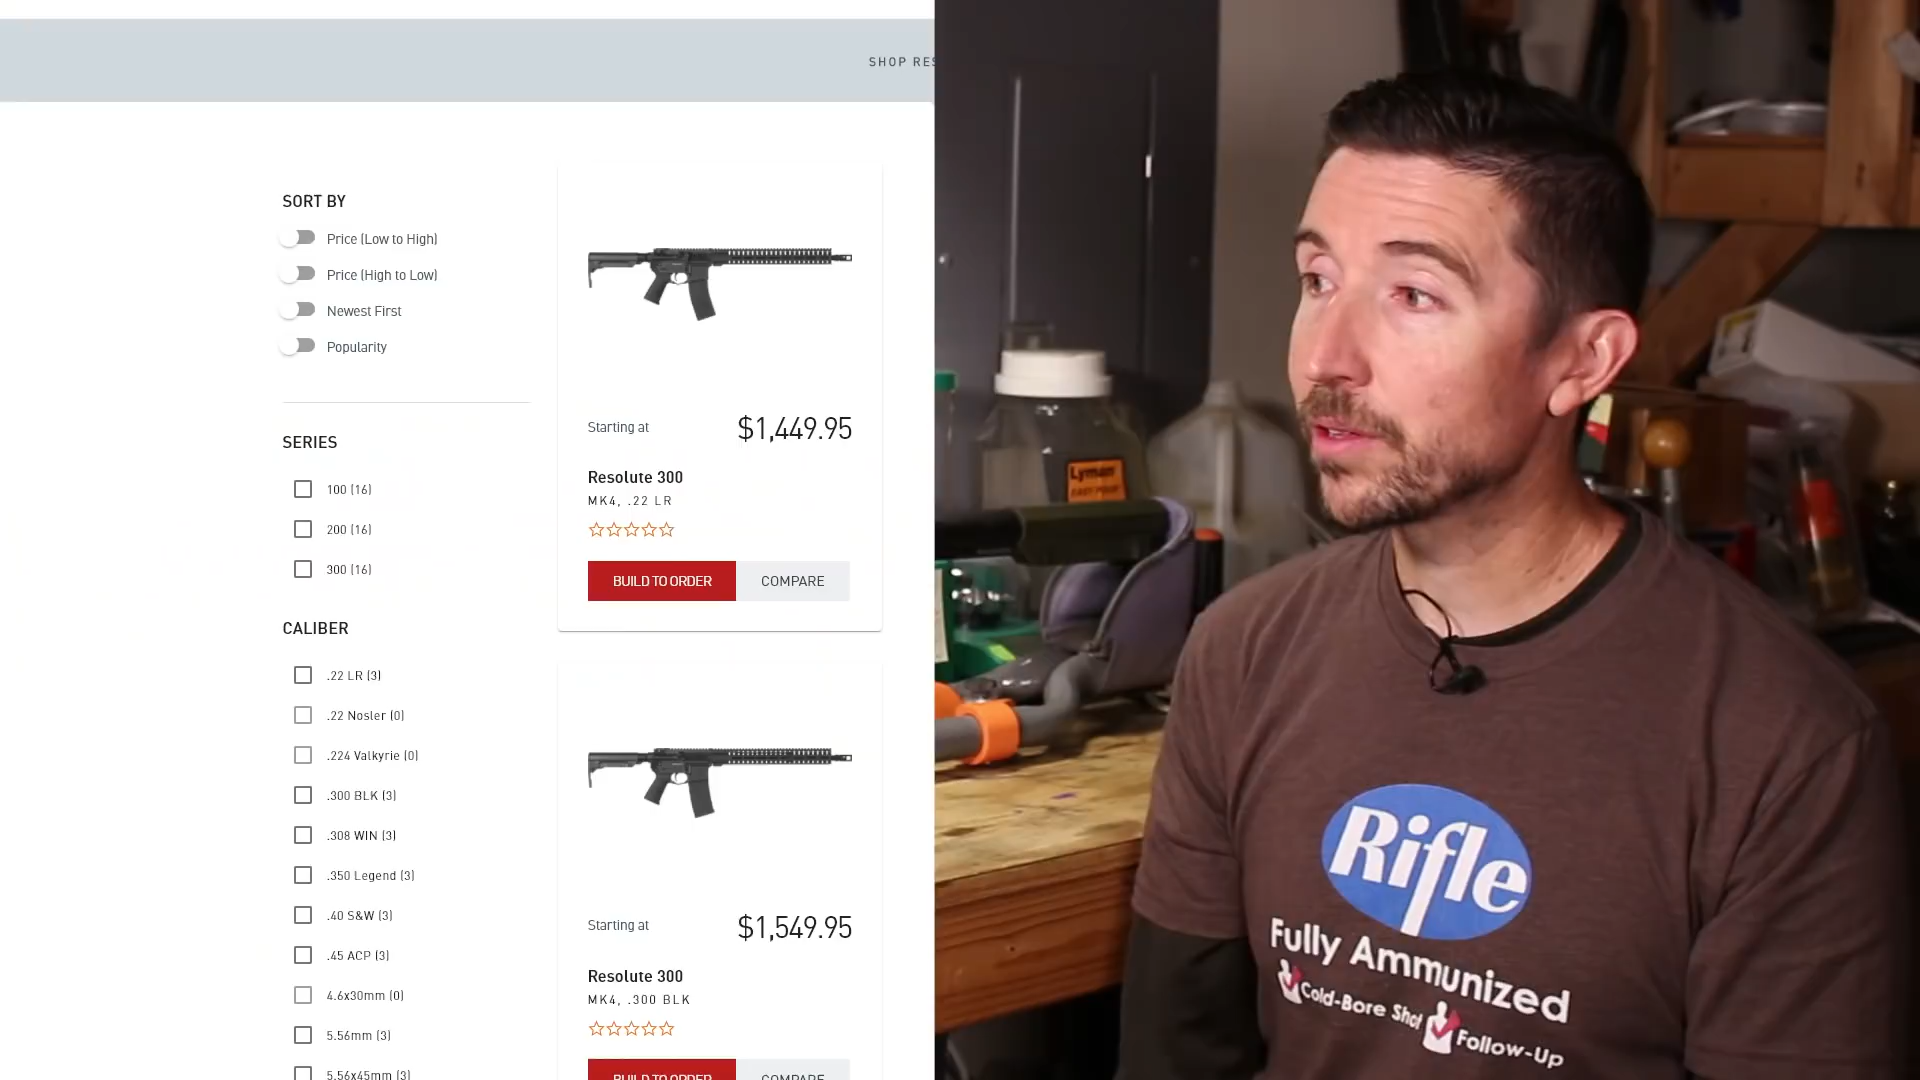 SHOP RES
SORT BY
Price (Low to High)
Price (High to Low)
Newest First
Popularity
SERIES
100 (16)
200 (16)
300 (16)
CALIBER
.22 LR (3)
.22 Nosler (0)
.224 Valkyrie (0)
.300 BLK (3)
.308 WIN (3)
.350 Legend (3)
.40 S&W (3)
.45 ACP (3)
4.6x30mm (0)
5.56mm (3)
5.56x45mm (3)
Starting at
$1,449.95
Resolute 300
MK4, .22 LR
BUILD TO ORDER
COMPARE
Starting at
$1,549.95
Resolute 300
MK4, .300 BLK
BUILD TO ORDER
COMPARE
Lyman
Rifle
Fully Ammunized
Cold-Bore Shot
Follow-Up